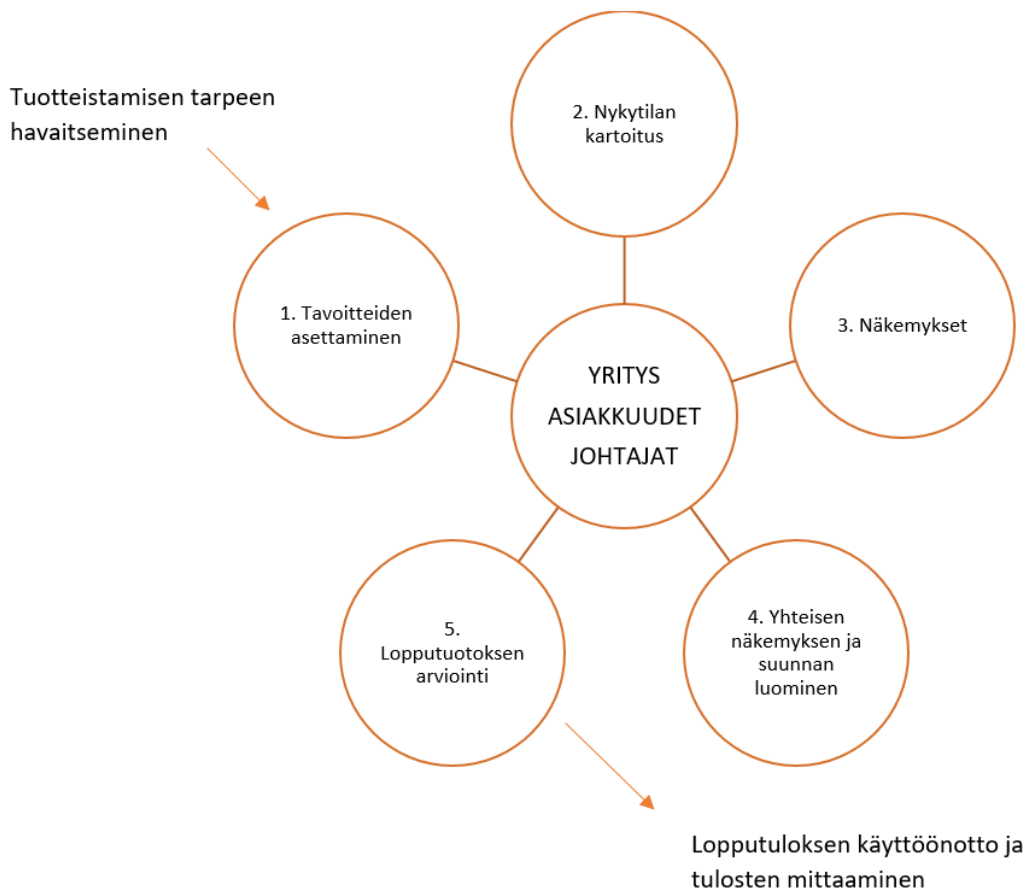 Tuotteistamisen tarpeen
havaitseminen
1. Tavoitteiden
asettaminen
2. Nykytilan
kartoitus
3. Näkemykset
YRITYS
ASIAKKUUDET
JOHTAJAT
4. Yhteisen
näkemyksen ja
suunnan
luominen
5.
Lopputuotoksen
arviointi
Lopputuloksen käyttöönotto ja
tulosten mittaaminen